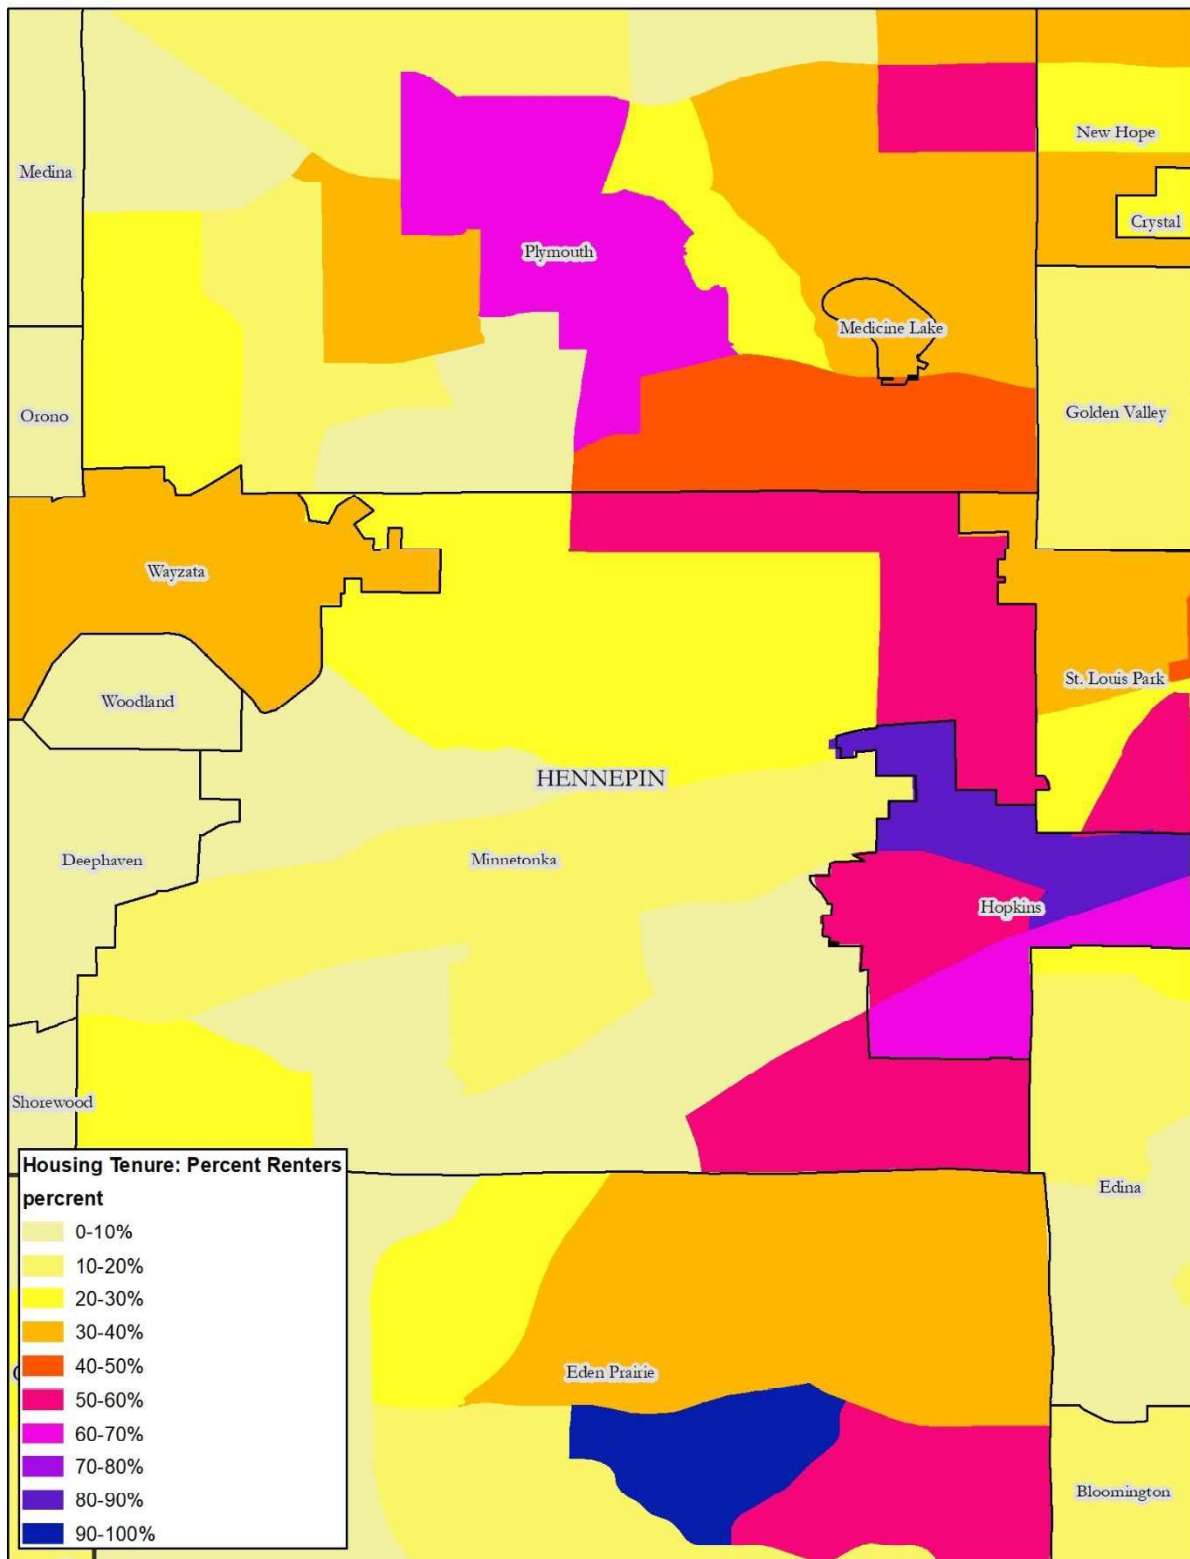 New Hope
Medina
Crystal
Plymouth
Medicine Lake
Orono
Golden Valley
Wayzata
St. Louis Park
Woodland
HENNEPIN
Deephaven
Minnetonka
Hopkins
Shorewood
Housing Tenure: Percent Renters
percrent
0-10%
10-20%
20-30%
30-40%
40-50%
50-60%
60-70%
70-80%
80-90%
90-100%
Edina
Eden Prairie
Bloomington